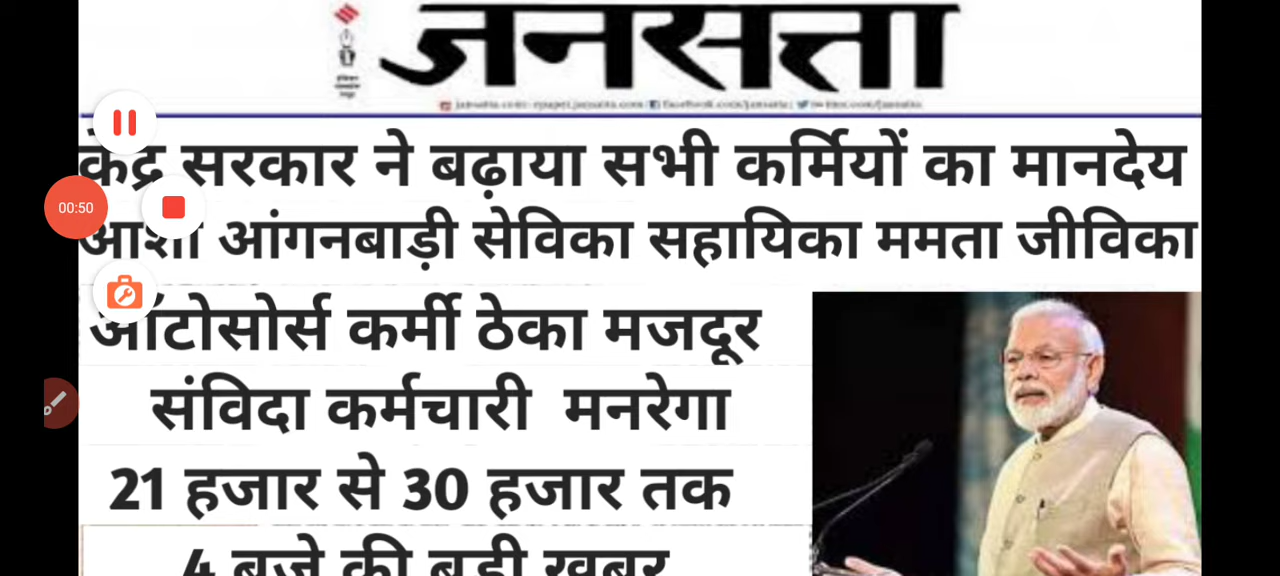 जनसत्ता
केंद्र सरकार ने बढ़ाया सभी कर्मियों का मानदेय
00:50
आशा आंगनबाड़ी सेविका सहायिका ममता जीविका
ऑटोसोर्स कर्मी ठेका मजदूर
संविदा कर्मचारी मनरेगा
21 हजार से 30 हजार तक
4 बजे की बड़ी खबर